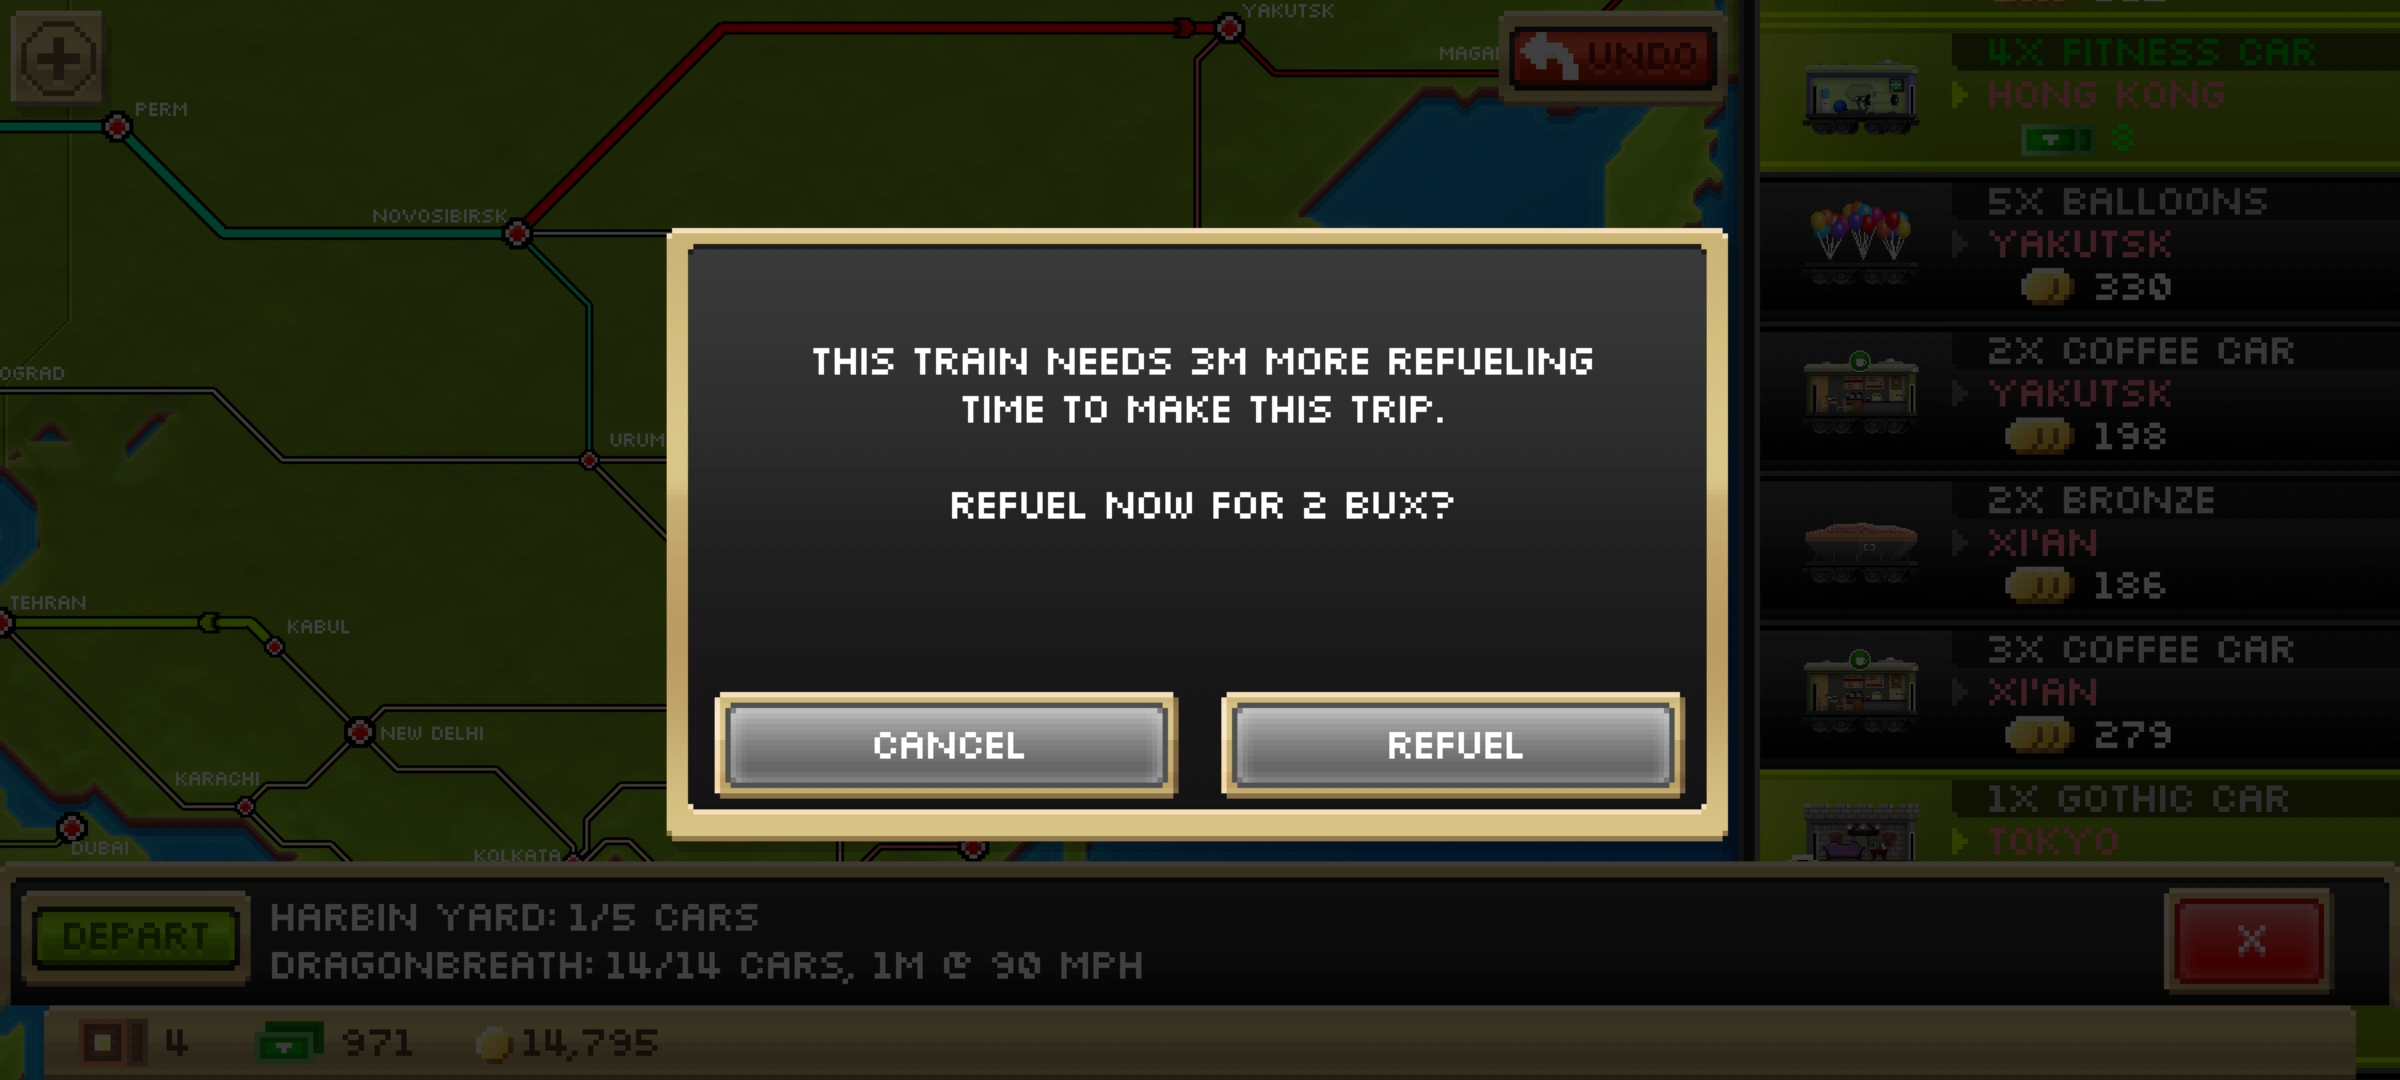 YAKUTSK
UNDO
PERM
NOVOSIBIRSK
TEHRAN
KABUL
NEW DELHI
KARACHI
DUBAI
KOLKATA
THIS TRAIN NEEDS 3M MORE REFUELING
TIME TO MAKE THIS TRIP.
REFUEL NOW FOR 2 BUX?
CANCEL
REFUEL
4X FITNESS CAR
HONG KONG
8
5X BALLOONS
YAKUTSK
330
2X COFFEE CAR
YAKUTSK
198
2X BRONZE
XI'AN
186
3X COFFEE CAR
XI'AN
279
1X GOTHIC CAR
TOKYO
DEPART
HARBIN YARD: 1/5 CARS
DRAGONBREATH: 14/14 CARS, 1M @ 90 MPH
X
4
971
14,795